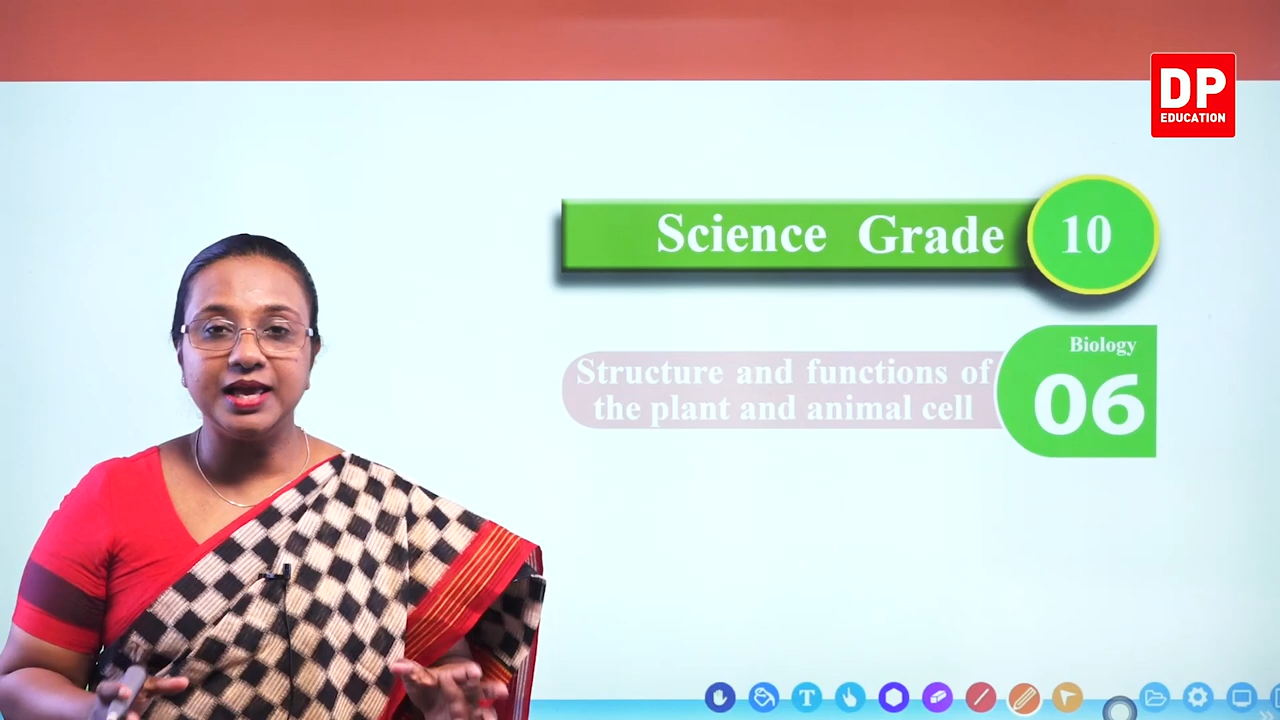 DP
EDUCATION
Science Grade 10
Biology
Structure and functions of
the plant and animal cell
06
T